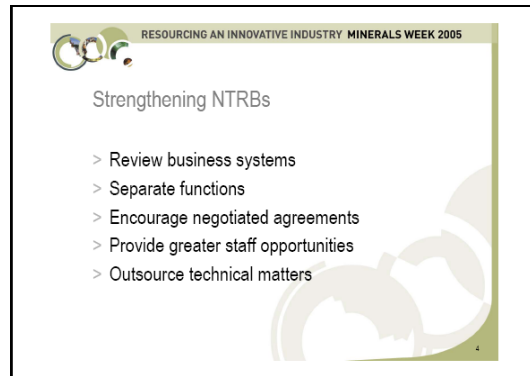 RESOURCING AN INNOVATIVE INDUSTRY MINERALS WEEK 2005
Strengthening NTRBs
> Review business systems
> Separate functions
> Encourage negotiated agreements
> Provide greater staff opportunities
> Outsource technical matters
4